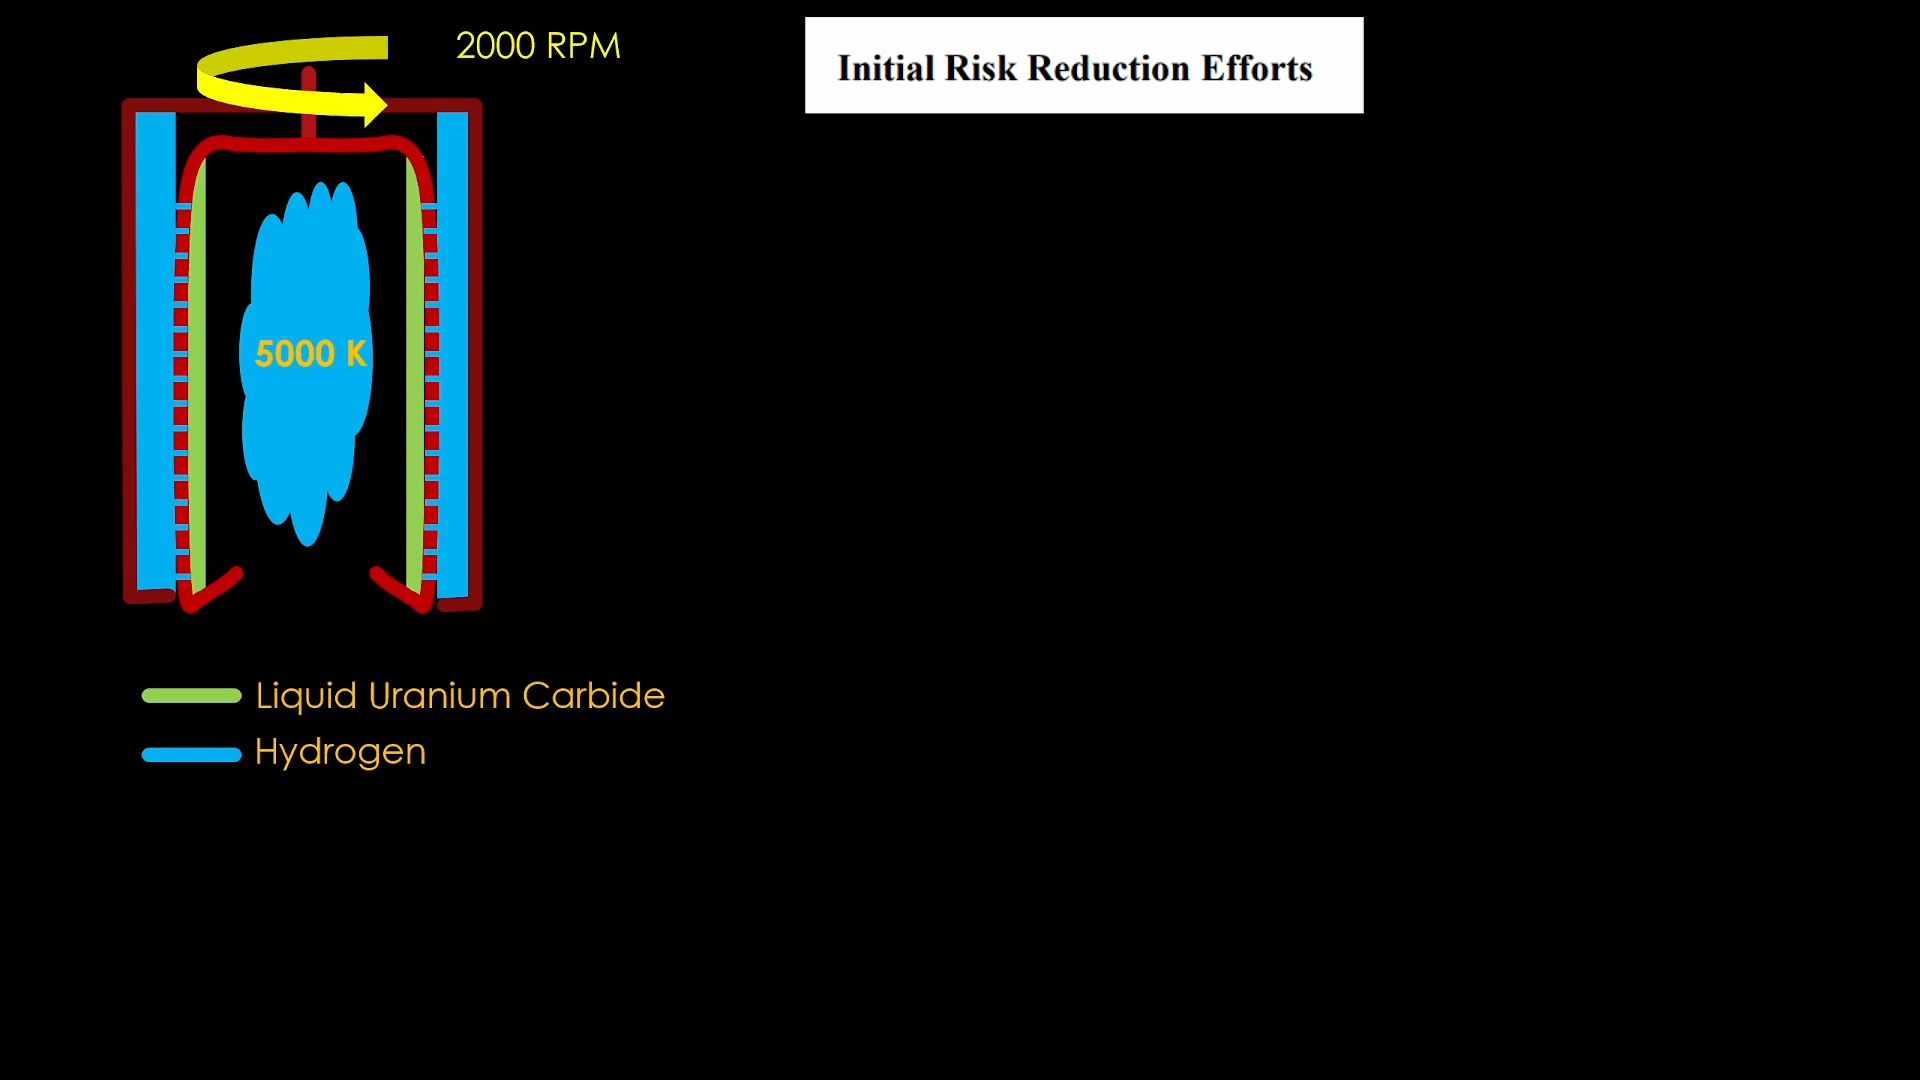 2000 RPM
Initial Risk Reduction Efforts
5000 K
Liquid Uranium Carbide
Hydrogen